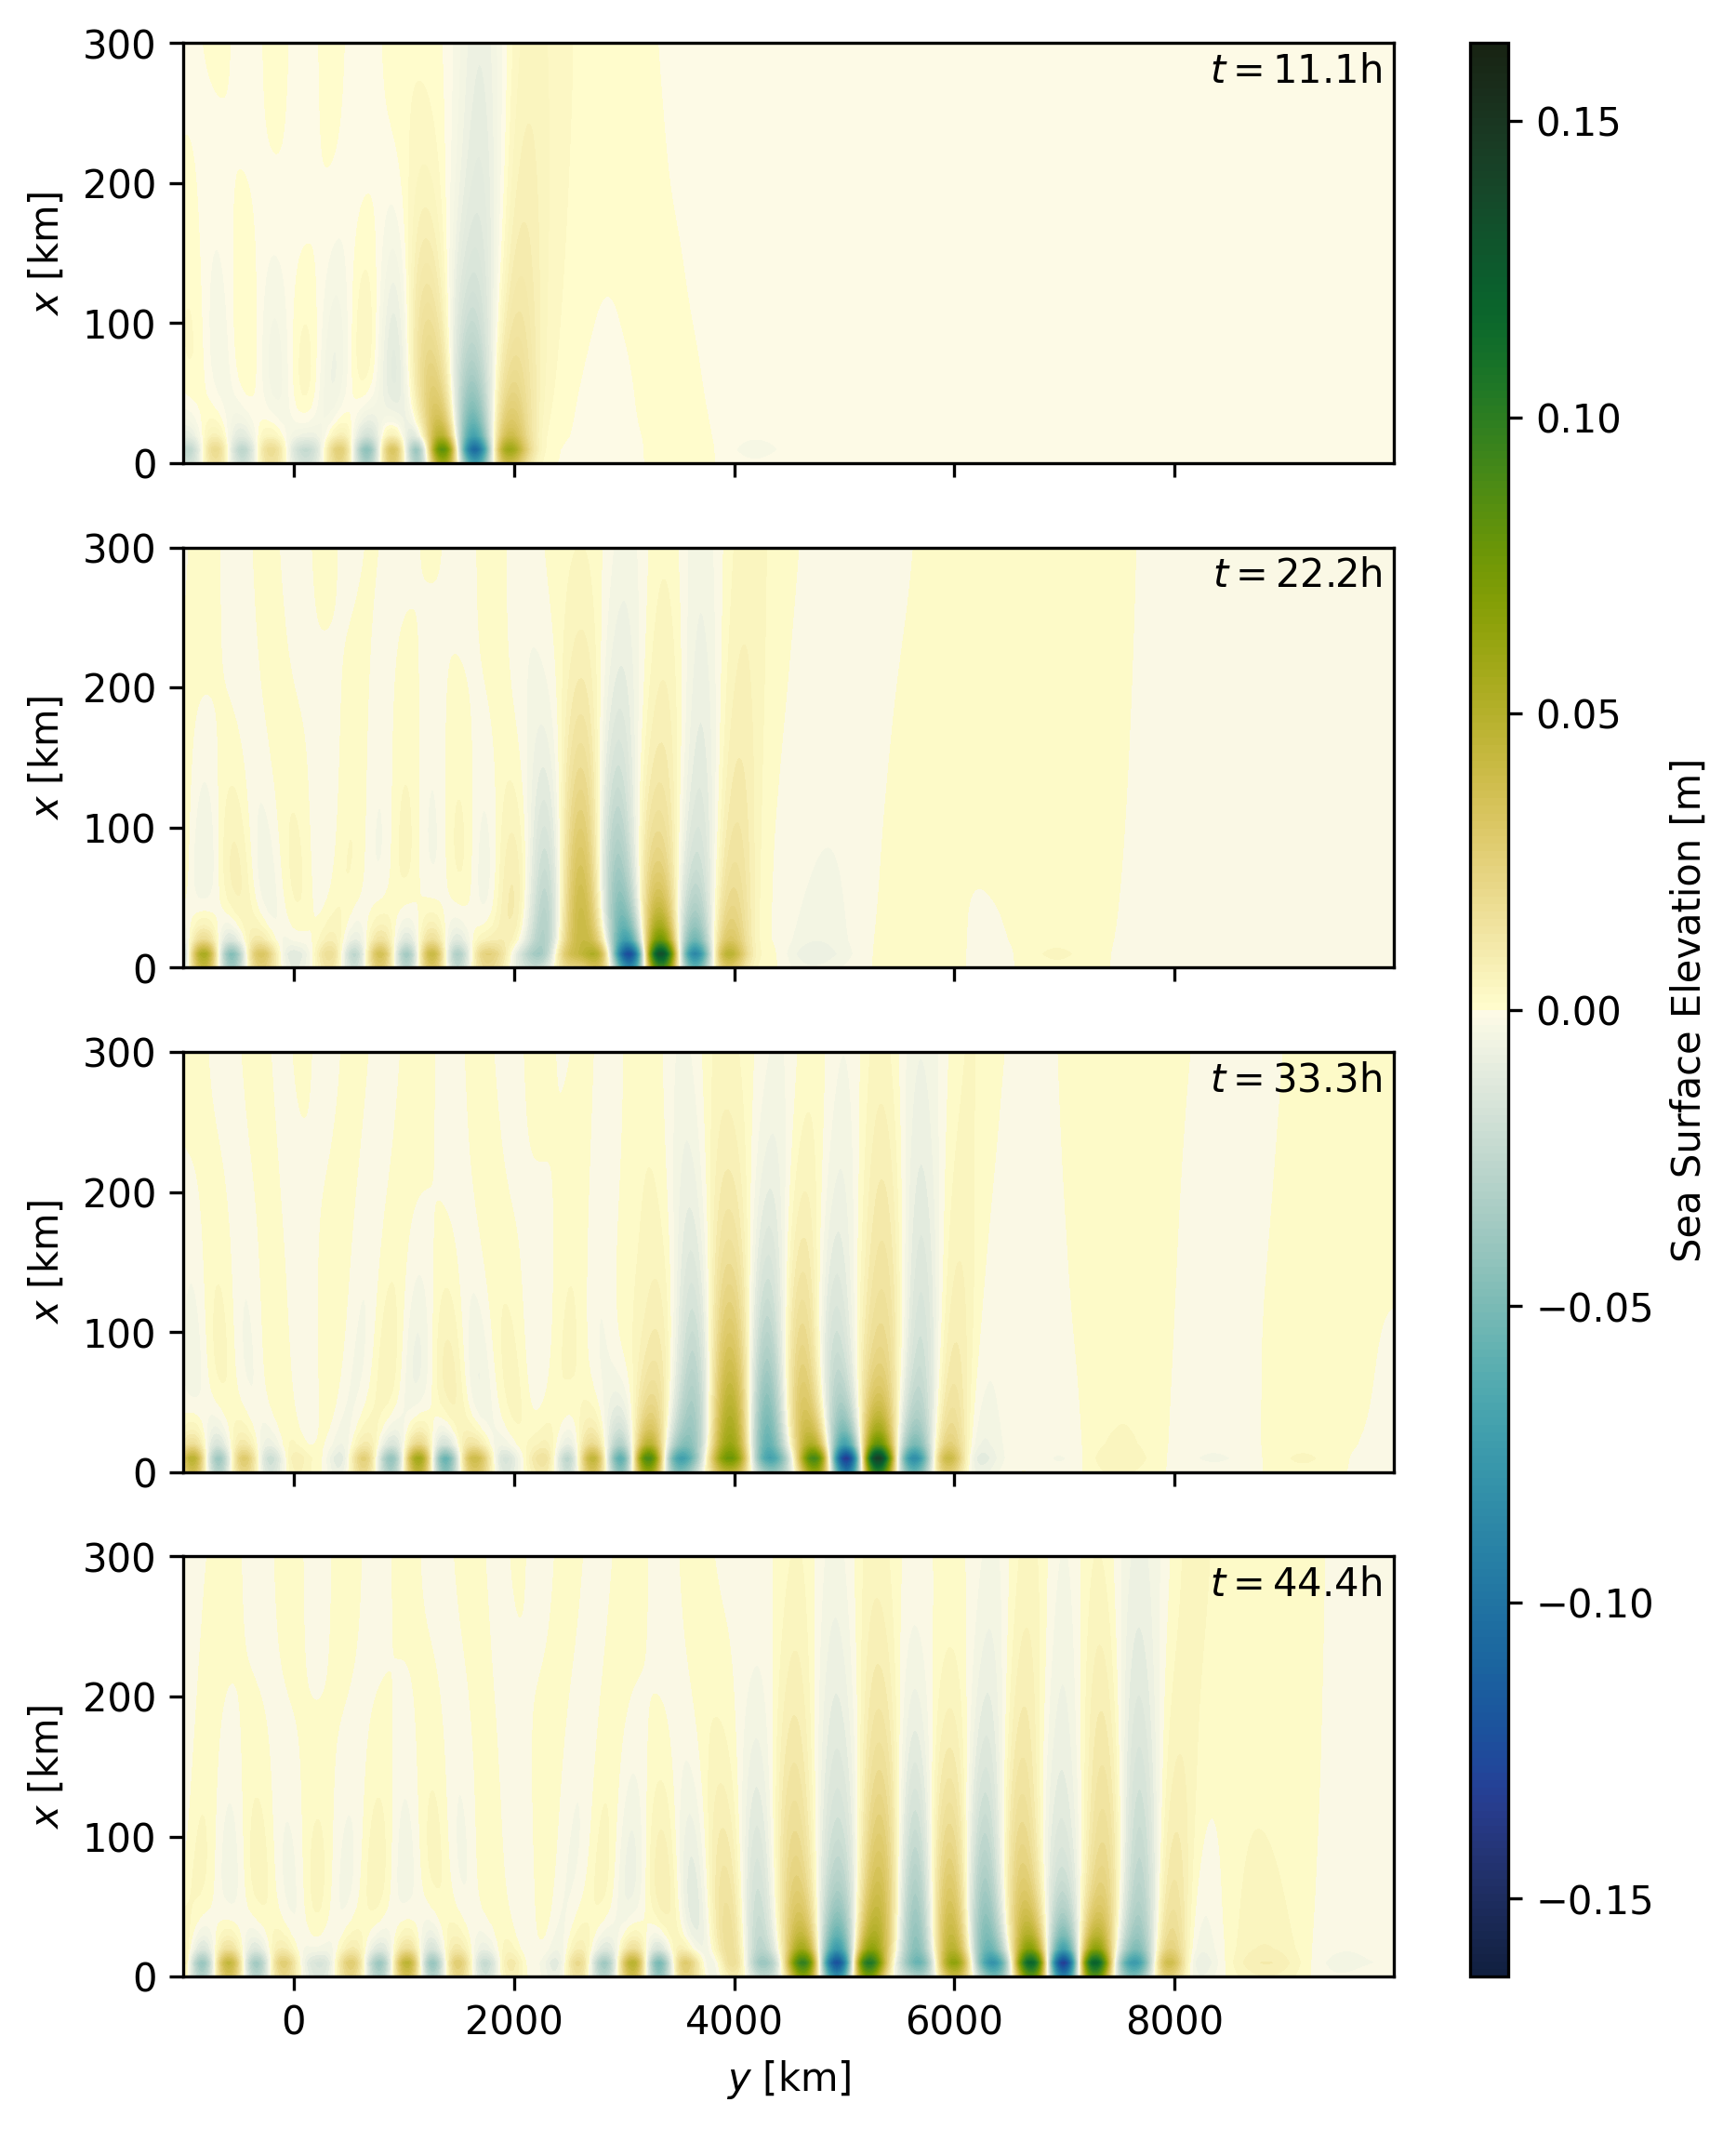 300
200
100
0
x [km]
t = 11.1h
300
200
100
0
x [km]
t = 22.2h
300
200
100
0
x [km]
t = 33.3h
300
200
100
0
x [km]
t = 44.4h
0 2000 4000 6000 8000
y [km]
0.15
0.10
0.05
0.00
−0.05
−0.10
−0.15
Sea Surface Elevation [m]